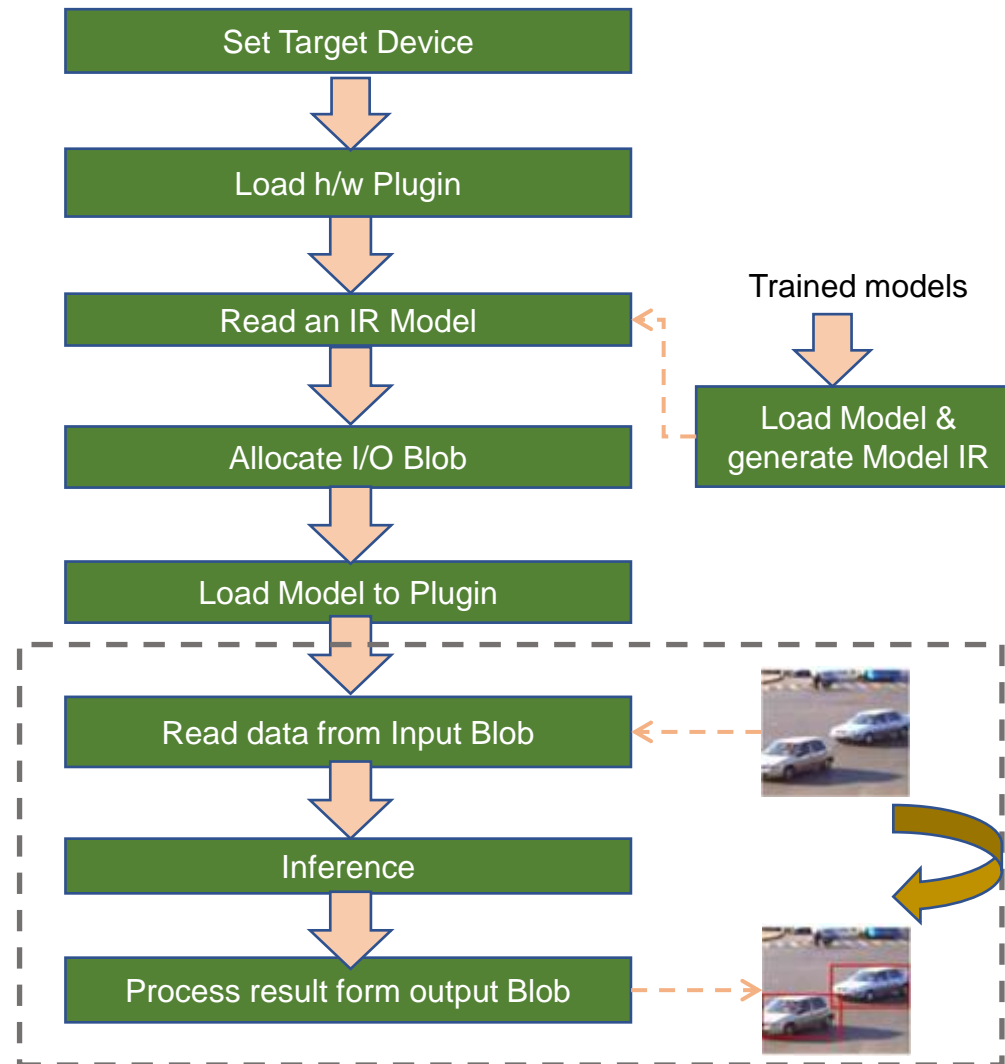 Set Target Device
Load h/w Plugin
Trained models
Read an IR Model
Load Model &
generate Model IR
Allocate I/O Blob
Load Model to Plugin
Read data from Input Blob
Inference
Process result form output Blob